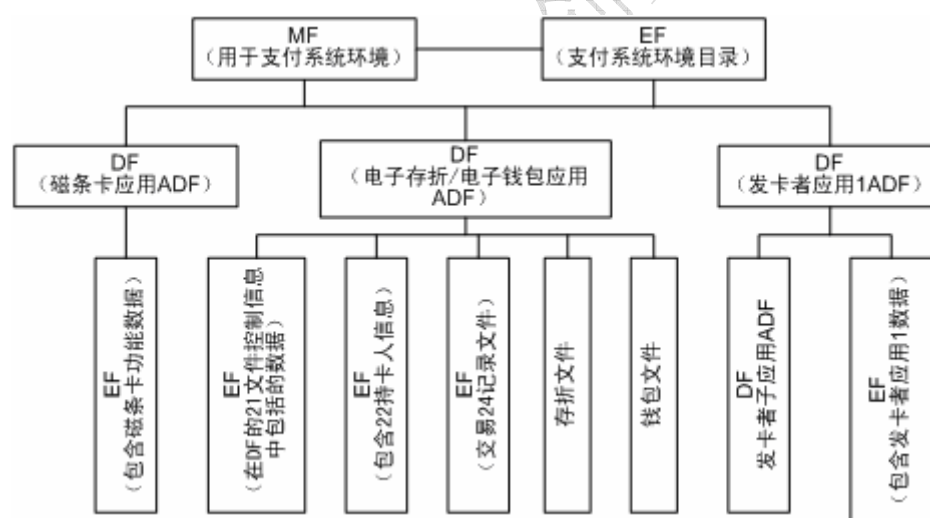 MF
（用于支付系统环境）
EF
（支付系统环境目录）
DF
（磁条卡应用ADF）
DF
（电子存折/电子钱包应用
ADF）
DF
（发卡者应用1ADF）
EF
（包含磁条卡功能数据）
EF
（在DF的21文件控制信息
中包括的数据）
EF
（包含22持卡人信息）
EF
（交易24记录文件）
存折文件
钱包文件
DF
发卡者子应用ADF
EF
（包含发卡者应用1数据）